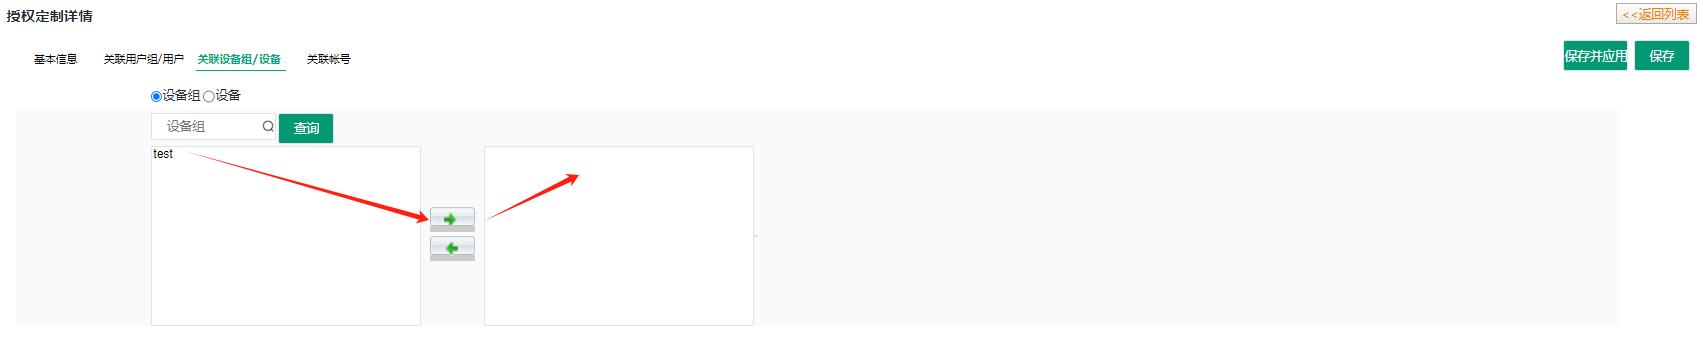 授权定制详情
<<返回列表
基本信息 关联用户组/用户 关联设备组/设备 关联帐号
保存并应用 保存
设备组 设备
设备组 查询
test